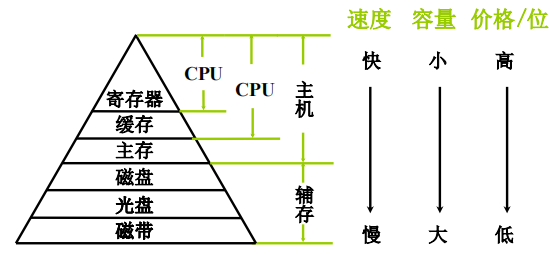 速度 容量 价格/位
快 小 高
CPU
CPU
主机
寄存器
缓存
主存
磁盘
光盘
磁带
辅存
慢 大 低